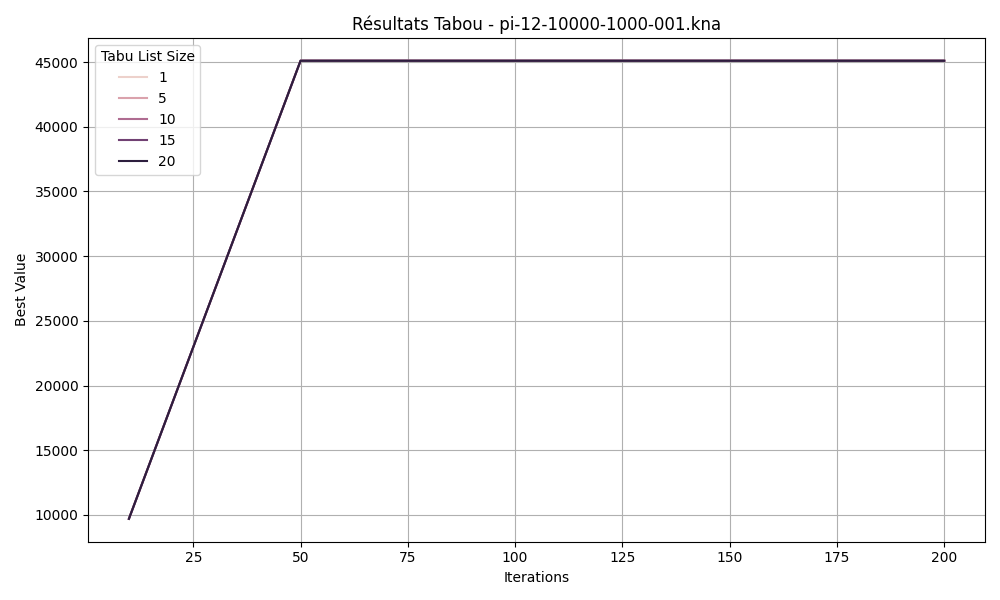 Résultats Tabou - pi-12-10000-1000-001.kna
Tabu List Size
1
5
10
15
20
Best Value
45000
40000
35000
30000
25000
20000
15000
10000
25 50 75 100 125 150 175 200
Iterations